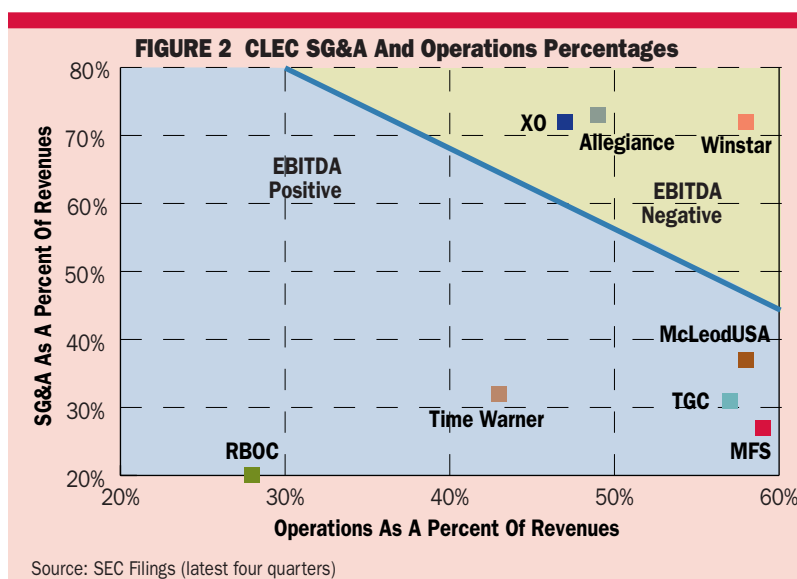 FIGURE 2 CLEC SG&A And Operations Percentages
80%
70%
60%
50%
40%
30%
20%
SG&A As A Percent Of Revenues
XO
Allegiance
Winstar
EBITDA
Positive
EBITDA
Negative
McLeodUSA
TGC
Time Warner
MFS
RBOC
20%
30%
40%
50%
60%
Operations As A Percent Of Revenues
Source: SEC Filings (latest four quarters)